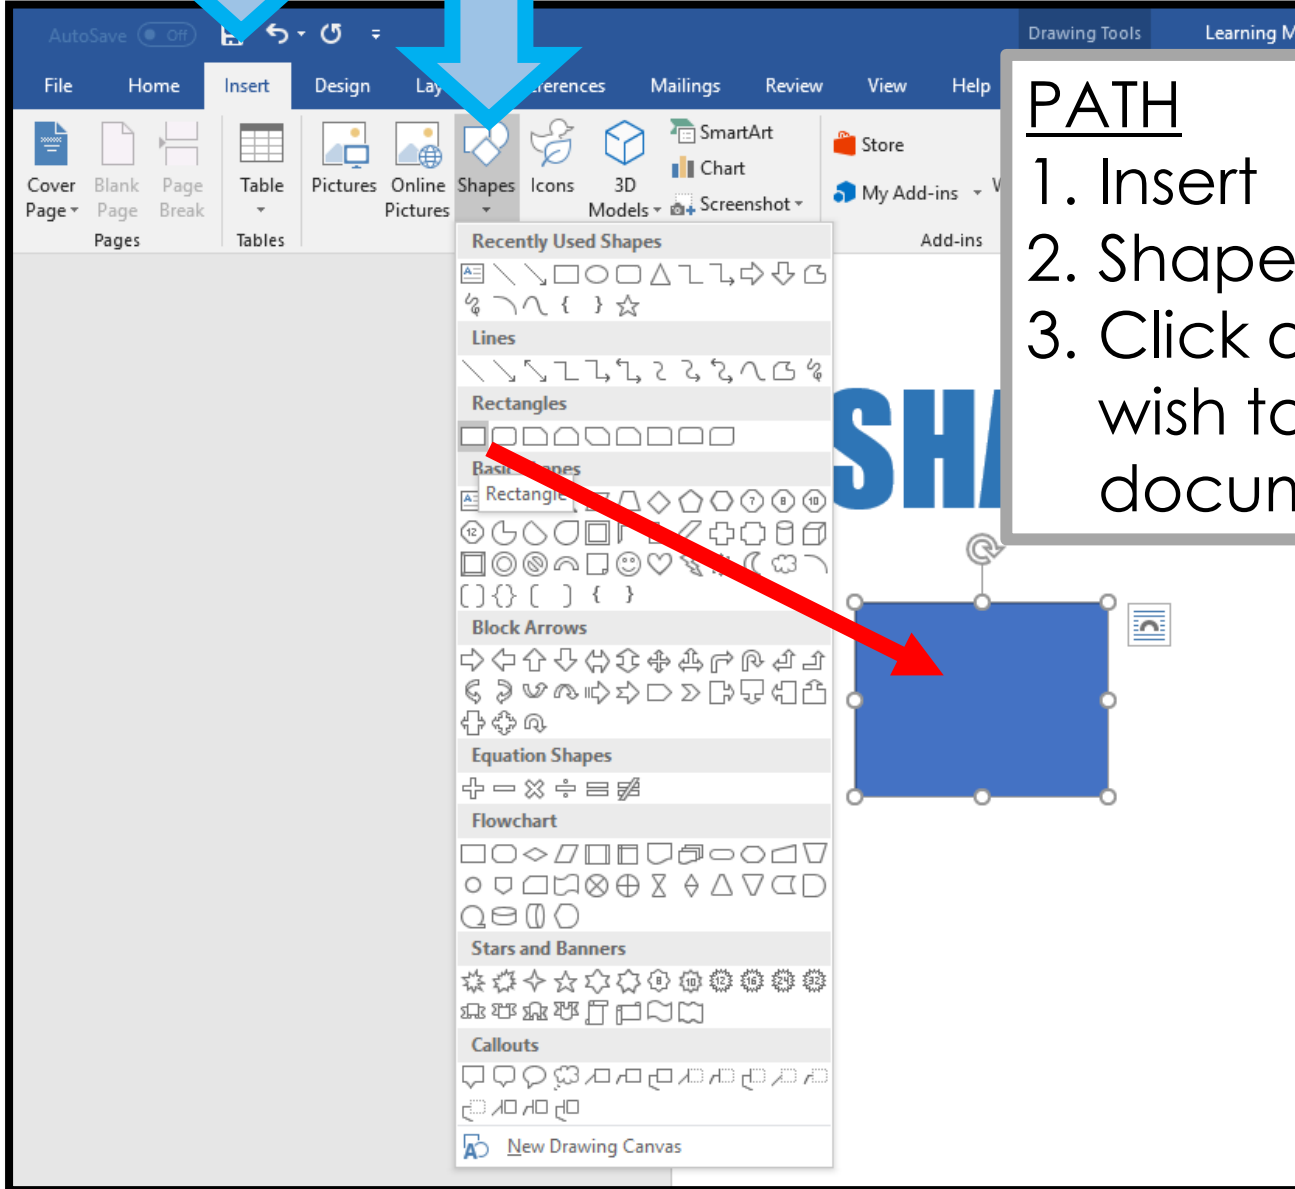 AutoSave Off
Drawing Tools Learning M
File Home Insert Design Lay erences Mailings Review View Help
Cover Page Blank Page Page Break
Pages
Table
Tables
Pictures Online Pictures Shapes Icons 3D Models
SmartArt
Chart
Screenshot
Store
My Add-ins
Add-ins
PATH
1. Insert
2. Shape
3. Click
wish to
docum
Recently Used Shapes
Lines
Rectangles
Basic Shapes
Rectangle
Block Arrows
Equation Shapes
Flowchart
Stars and Banners
Callouts
New Drawing Canvas
SHA